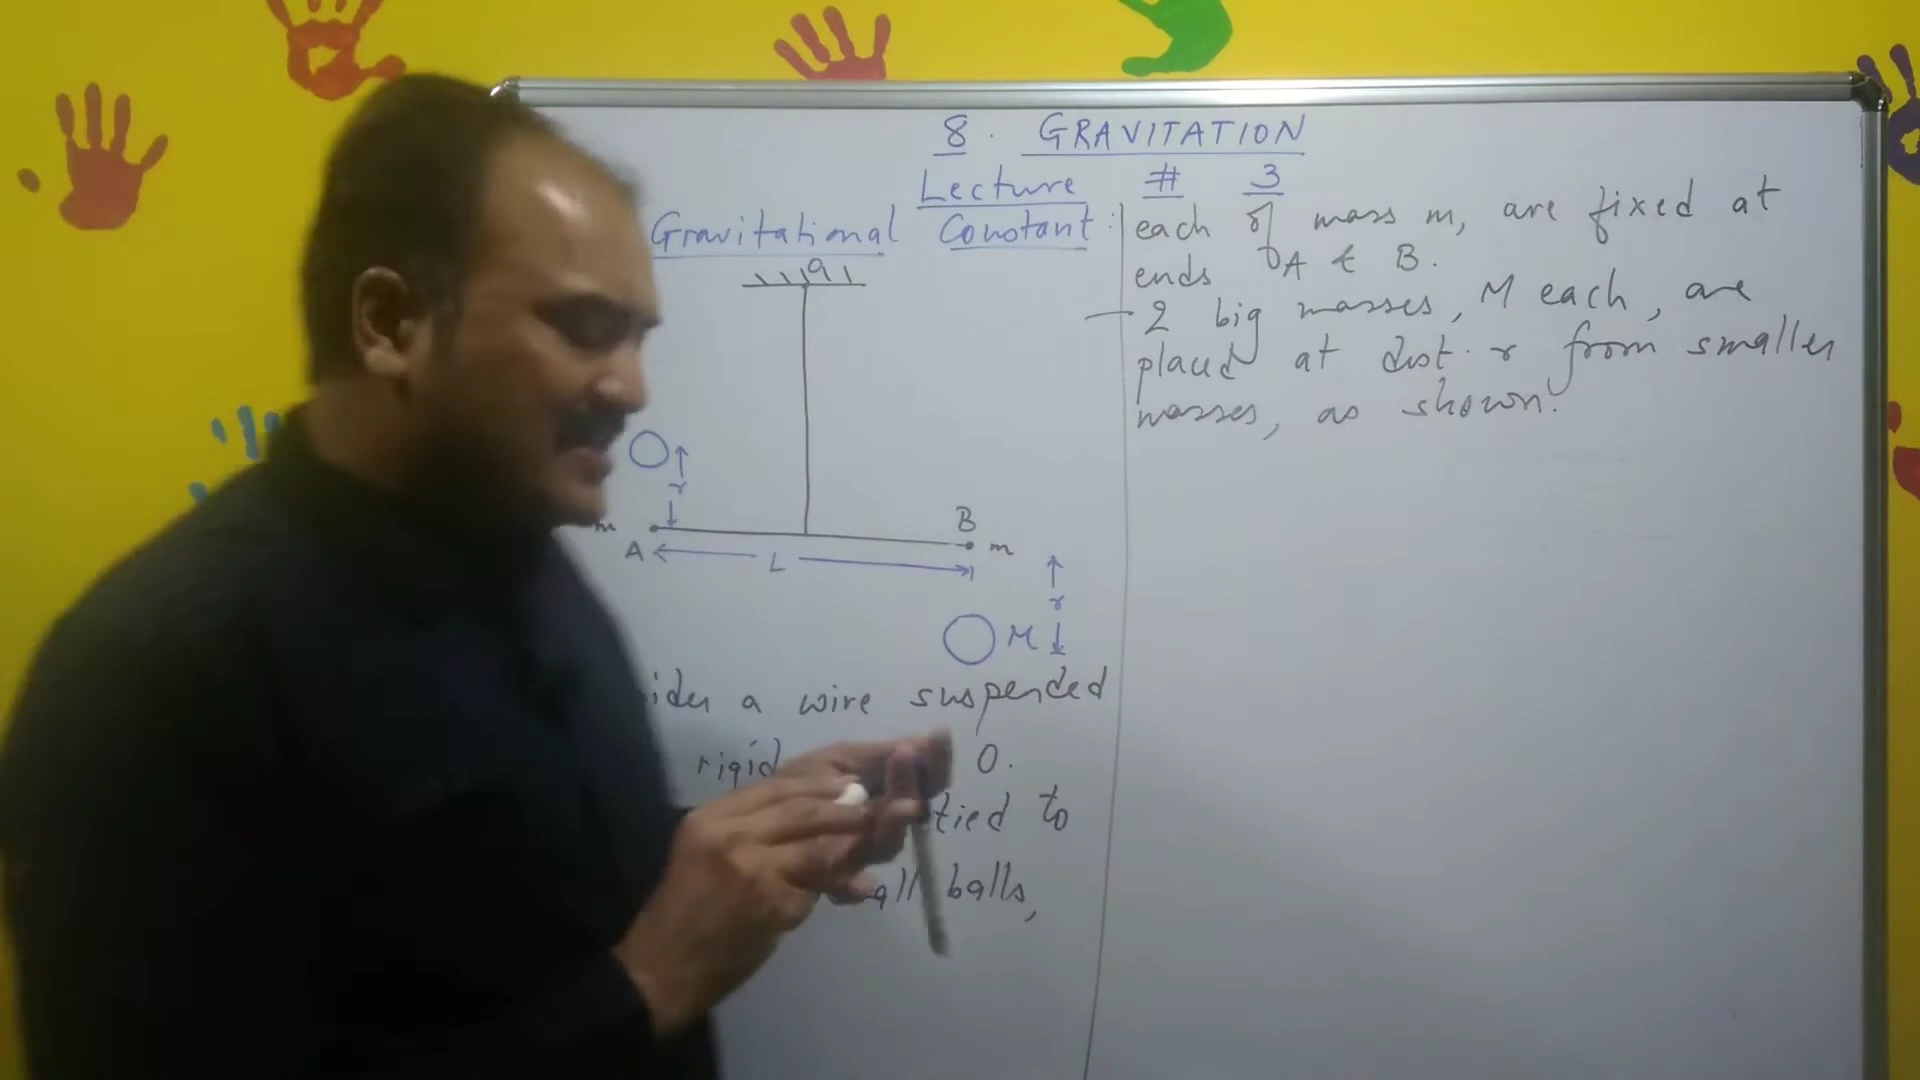 8. GRAVITATION
Lecture # 3
Gravitational Constant:
r
m
A
L
B
m
r
M
a wire suspended
rigid O.
tied to
balls,
each of mass m, are fixed at
ends A & B.
— 2 big masses, M each, are
placed at dist. r from smaller
masses, as shown.